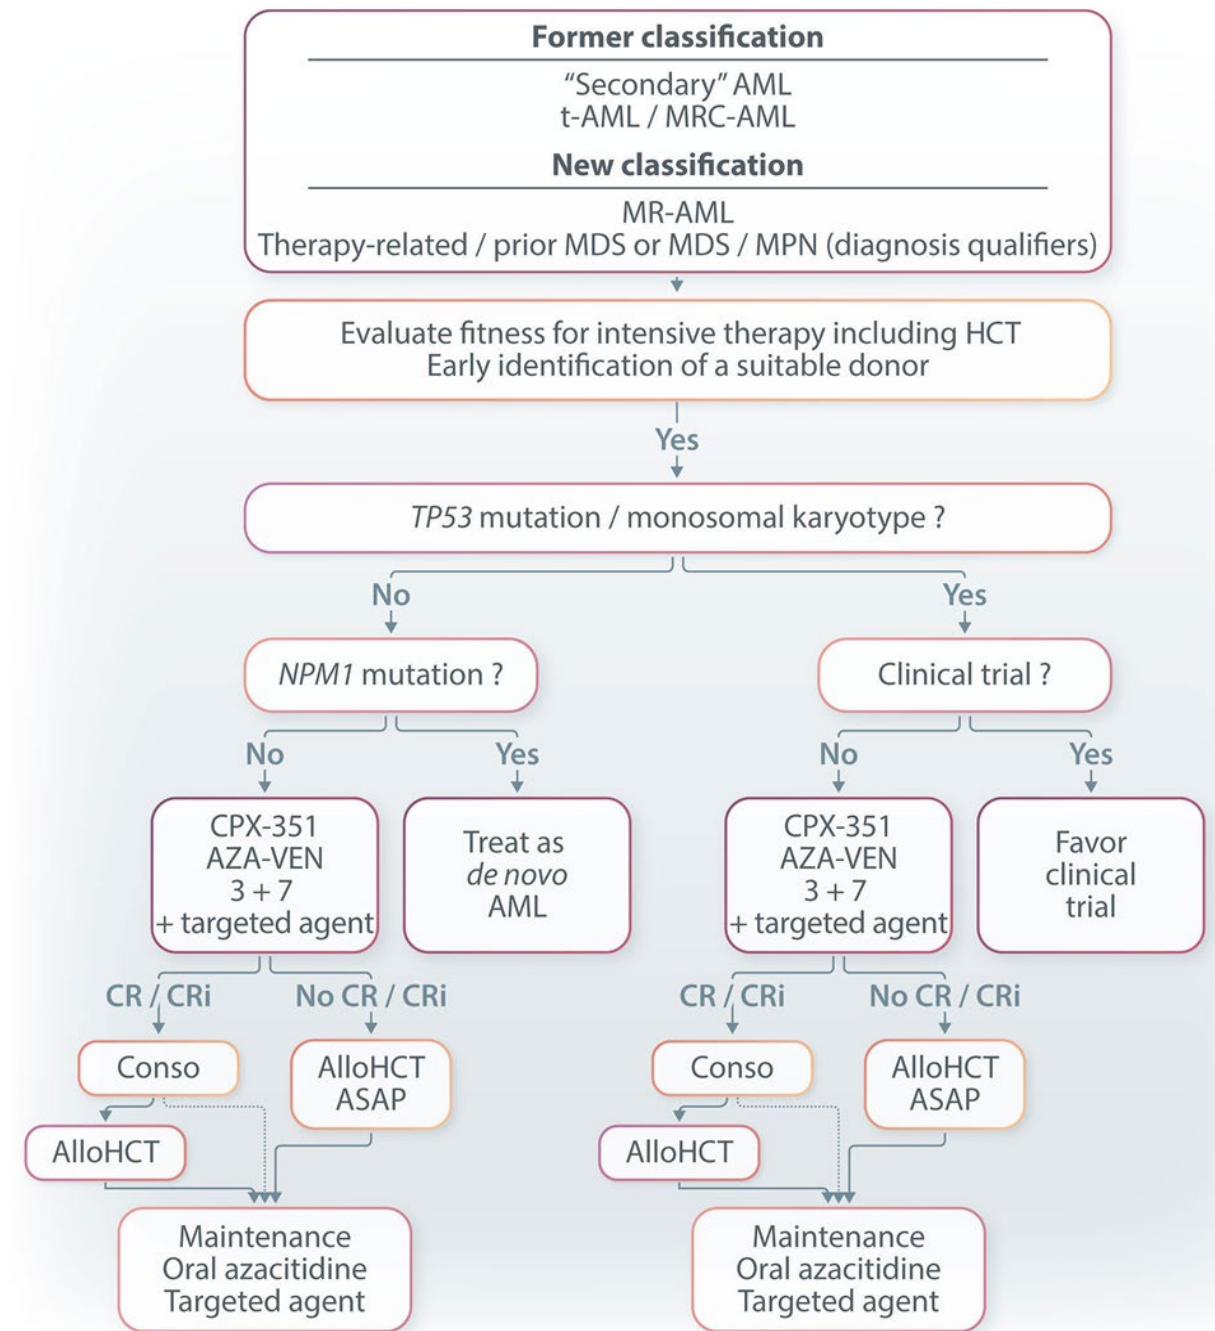 Former classification
"Secondary" AML
t-AML / MRC-AML
New classification
MR-AML
Therapy-related / prior MDS or MDS / MPN (diagnosis qualifiers)
Evaluate fitness for intensive therapy including HCT
Early identification of a suitable donor
Yes
TP53 mutation / monosomal karyotype ?
No
Yes
NPM1 mutation ?
Clinical trial ?
No
Yes
No
Yes
CPX-351
AZA-VEN
3 + 7
+ targeted agent
Treat as
de novo
AML
CPX-351
AZA-VEN
3 + 7
+ targeted agent
Favor
clinical
trial
CR / CRi
No CR / CRi
CR / CRi
No CR / CRi
Conso
AlloHCT
ASAP
Conso
AlloHCT
ASAP
AlloHCT
AlloHCT
Maintenance
Oral azacitidine
Targeted agent
Maintenance
Oral azacitidine
Targeted agent